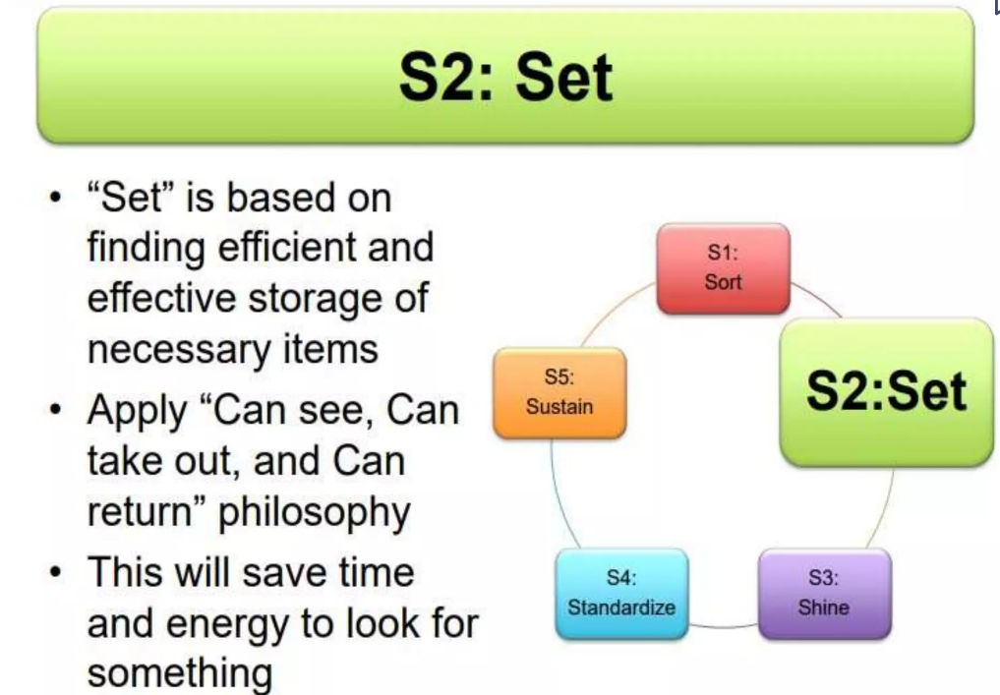 S2: Set
• “Set” is based on
finding efficient and
effective storage of
necessary items
• Apply “Can see, Can
take out, and Can
return” philosophy
• This will save time
and energy to look for
something
S1:
Sort
S2:Set
S3:
Shine
S4:
Standardize
S5:
Sustain